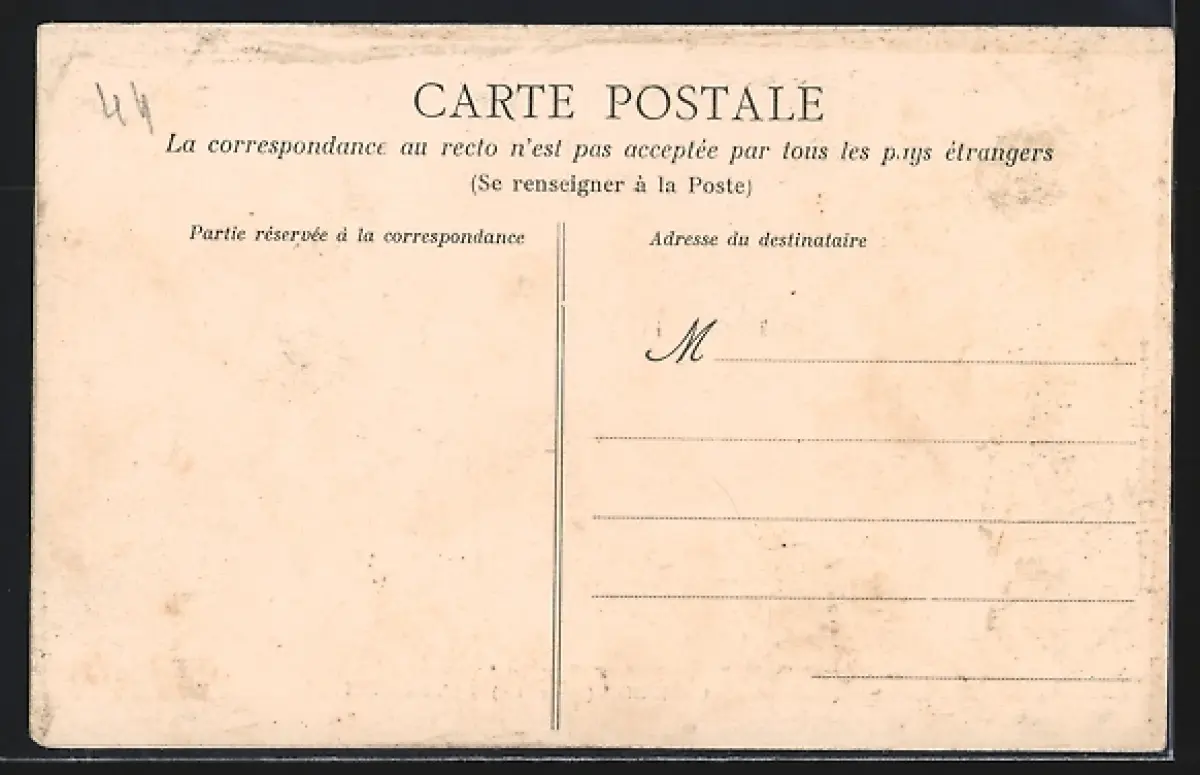 44
CARTE POSTALE
La correspondance au recto n'est pas acceptée par tous les pays étrangers
(Se renseigner à la Poste)
Partie réservée à la correspondance
Adresse du destinataire
M